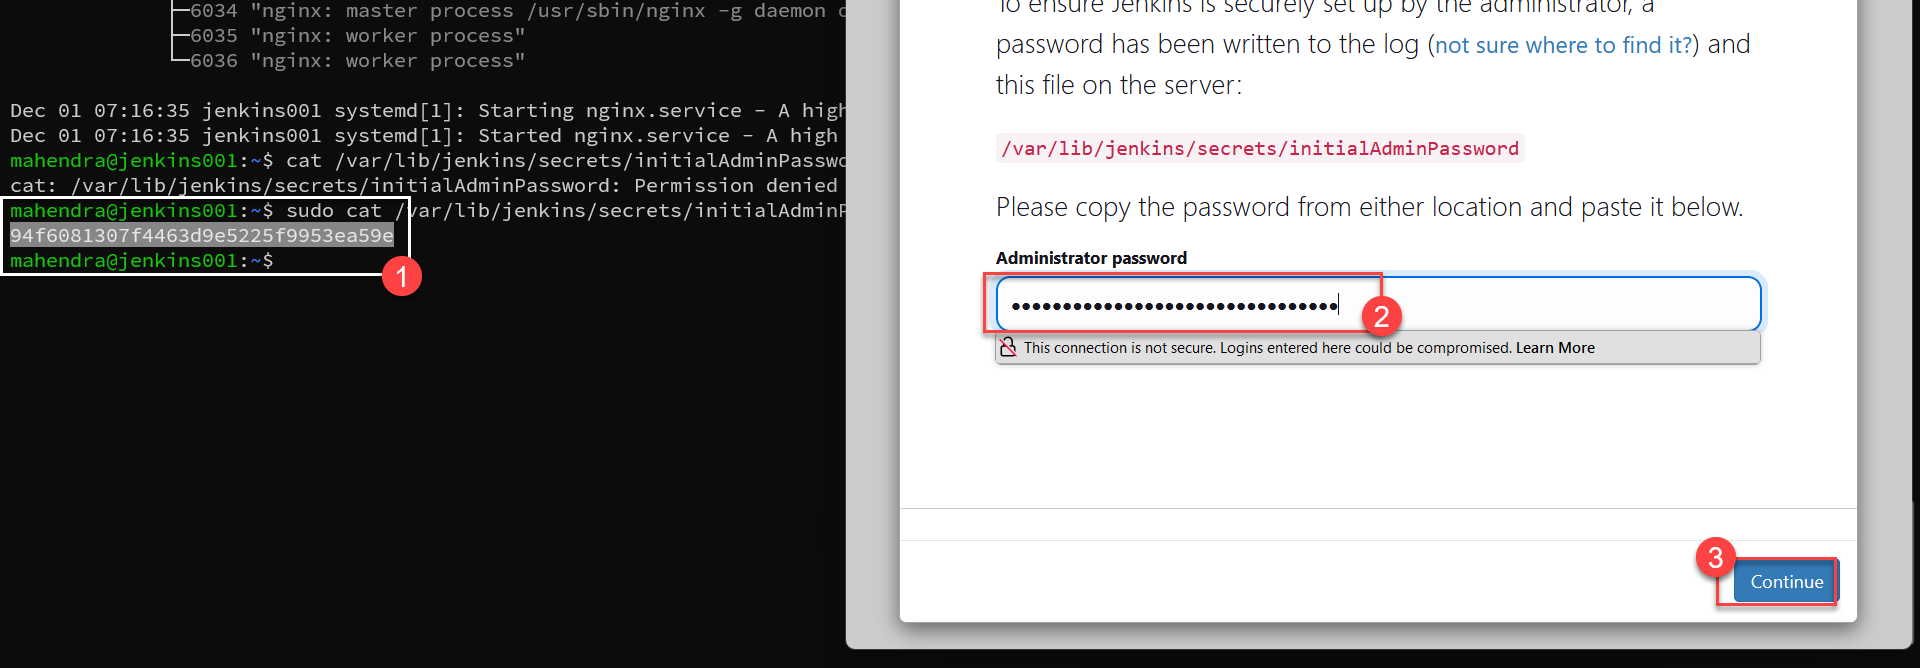 6034 "nginx: master process /usr/sbin/nginx -g daemon
6035 "nginx: worker process"
6036 "nginx: worker process"
Dec 01 07:16:35 jenkins001 systemd[1]: Starting nginx.service - A high
Dec 01 07:16:35 jenkins001 systemd[1]: Started nginx.service - A high
mahendra@jenkins001:~$ cat /var/lib/jenkins/secrets/initialAdminPasswo
cat: /var/lib/jenkins/secrets/initialAdminPassword: Permission denied
mahendra@jenkins001:~$ sudo cat /var/lib/jenkins/secrets/initialAdminP
94f6081307f4463d9e5225f9953ea59e
mahendra@jenkins001:~$
1
To ensure Jenkins is securely set up by the administrator, a
password has been written to the log (not sure where to find it?) and
this file on the server:
/var/lib/jenkins/secrets/initialAdminPassword
Please copy the password from either location and paste it below.
Administrator password
••••••••••••••••••••••••••••••••
2
This connection is not secure. Logins entered here could be compromised. Learn More
3
Continue